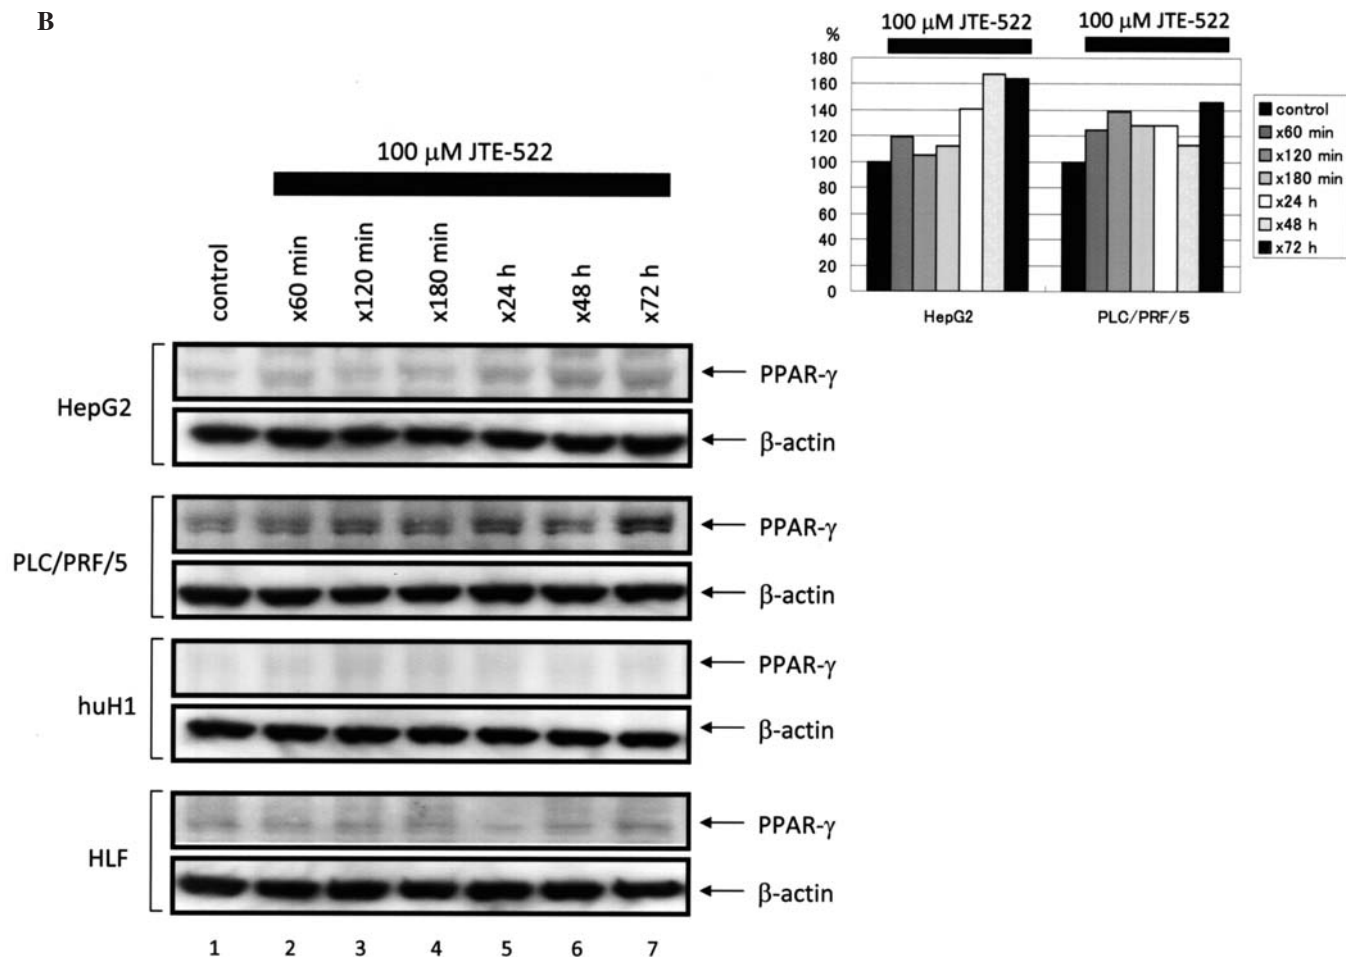 B
100 μM JTE-522
control
x60 min
x120 min
x180 min
x24 h
x48 h
x72 h
HepG2
PPAR-γ
β-actin
PLC/PRF/5
PPAR-γ
β-actin
huH1
PPAR-γ
β-actin
HLF
PPAR-γ
β-actin
1 2 3 4 5 6 7
100 μM JTE-522 100 μM JTE-522
%
180
160
140
120
100
80
60
40
20
0
HepG2 PLC/PRF/5
control
x60 min
x120 min
x180 min
x24 h
x48 h
x72 h